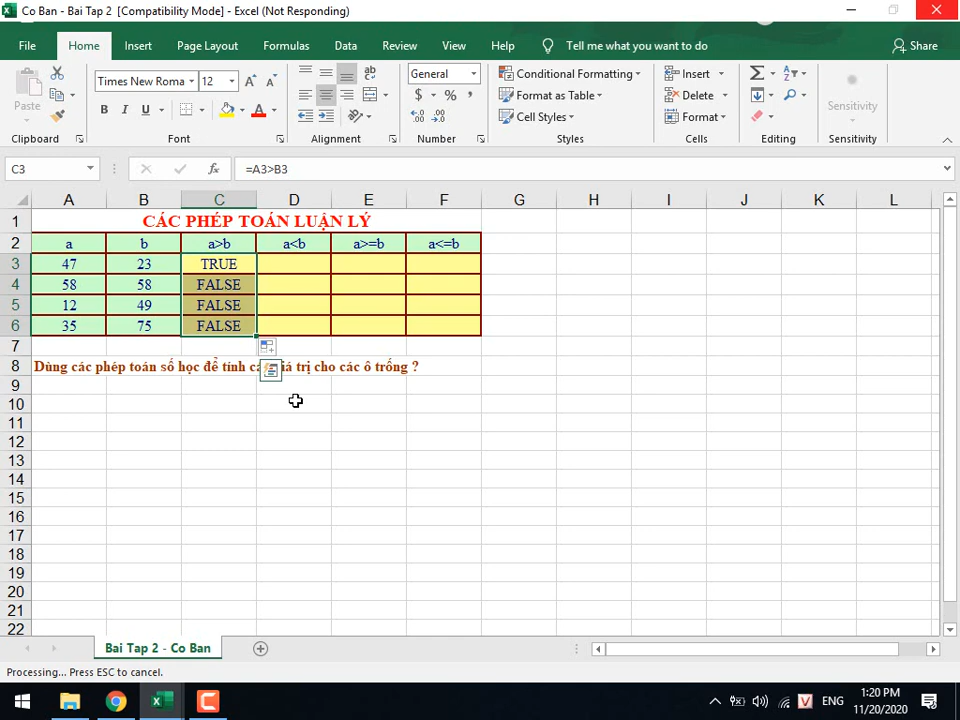 Co Ban - Bai Tap 2 [Compatibility Mode] - Excel (Not Responding)
File Home Insert Page Layout Formulas Data Review View Help Tell me what you want to do Share
Paste
Times New Roma 12
B I U A
General
$ % ,
Conditional Formatting
Format as Table
Cell Styles
Insert
Delete
Format
Sensitivity
Clipboard Font Alignment Number Styles Cells Editing Sensitivity
C3 fx =A3>B3
A B C D E F G H I J K L
1 CÁC PHÉP TOÁN LUẬN LÝ
2 a b a>b a<b a>=b a<=b
3 47 23 TRUE
4 58 58 FALSE
5 12 49 FALSE
6 35 75 FALSE
7
8 Dùng các phép toán số học để tính trị cho các ô trống ?
9
10
11
12
13
14
15
16
17
18
19
20
21
22
Bai Tap 2 - Co Ban
Processing... Press ESC to cancel.
ENG
1:20 PM
11/20/2020